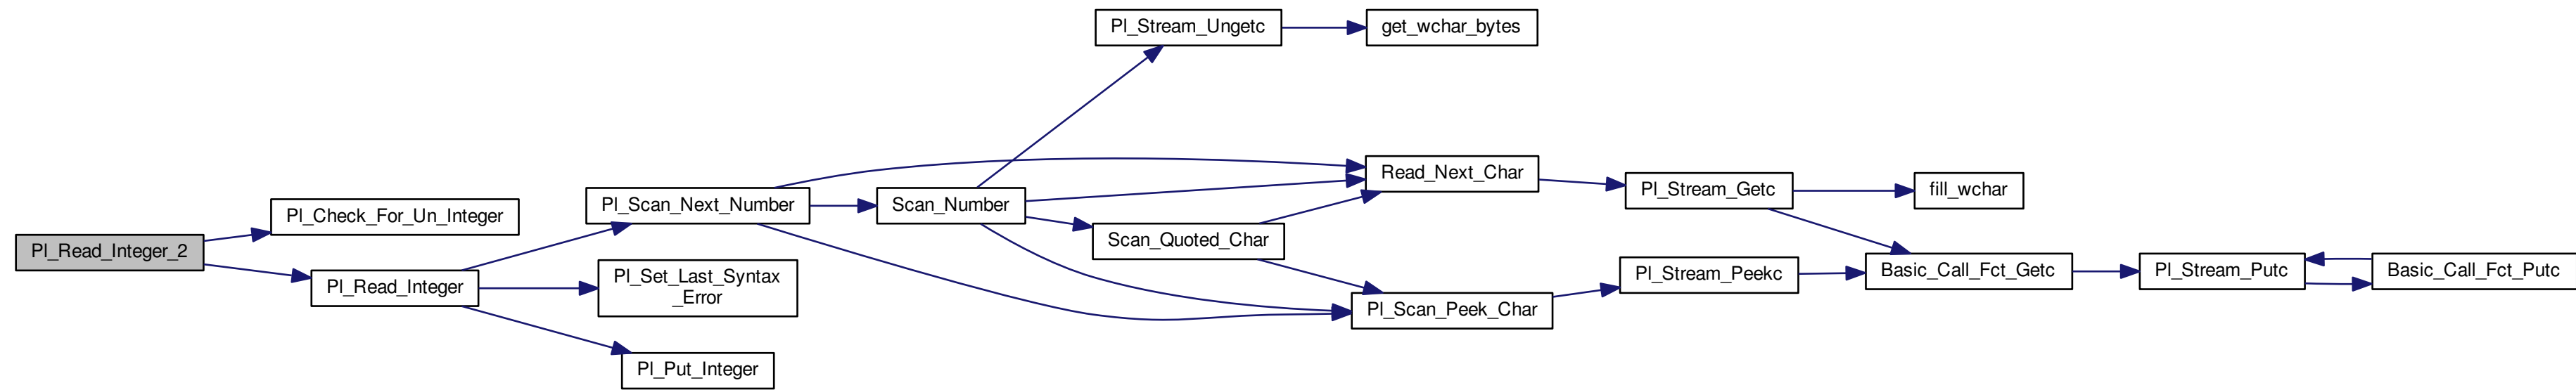 Pl_Read_Integer_2
Pl_Check_For_Un_Integer
Pl_Read_Integer
Pl_Scan_Next_Number
Pl_Set_Last_Syntax
_Error
Pl_Put_Integer
Scan_Number
Pl_Stream_Ungetc
get_wchar_bytes
Scan_Quoted_Char
Read_Next_Char
Pl_Scan_Peek_Char
Pl_Stream_Getc
Pl_Stream_Peekc
fill_wchar
Basic_Call_Fct_Getc
Pl_Stream_Putc
Basic_Call_Fct_Putc